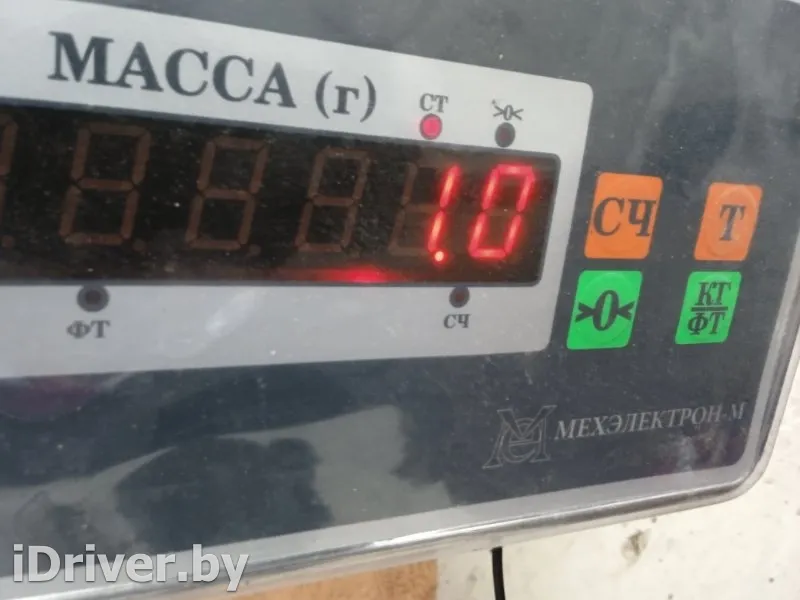 МАССА (г)
СТ >0<
1.0
ФТ СЧ
СЧ Т
>0< КТ
ФТ
МЕХЭЛЕКТРОН-М
iDriver.by